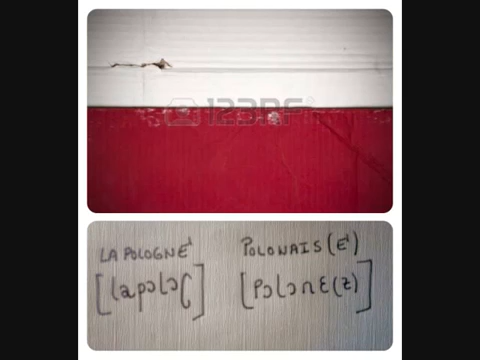 123RF
LA POLOGNE
[lapɔlɔɲ]
POLONAIS(E)
[pɔlɔnɛ(z)]